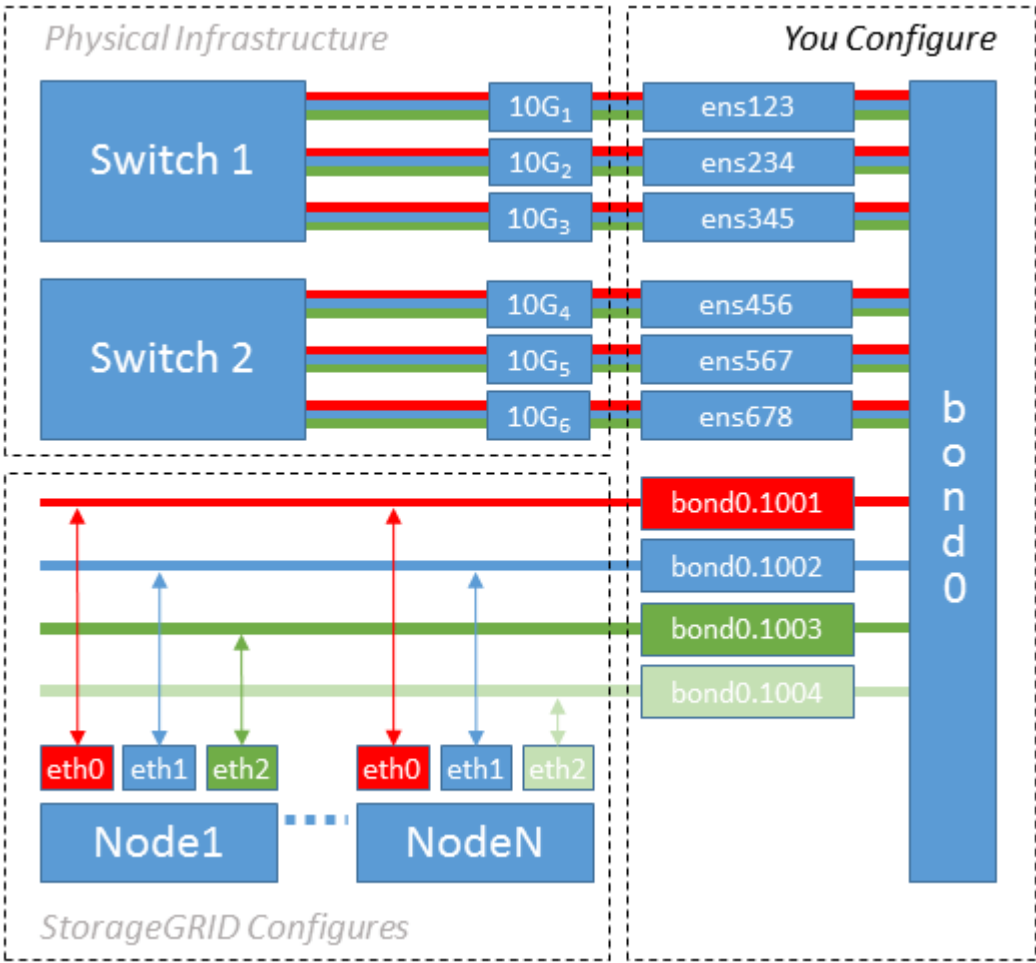 Physical Infrastructure
You Configure
Switch 1
10G1
ens123
10G2
ens234
10G3
ens345
Switch 2
10G4
ens456
10G5
ens567
10G6
ens678
bond0
bond0.1001
bond0.1002
bond0.1003
bond0.1004
eth0
eth1
eth2
eth0
eth1
eth2
Node1
NodeN
StorageGRID Configures